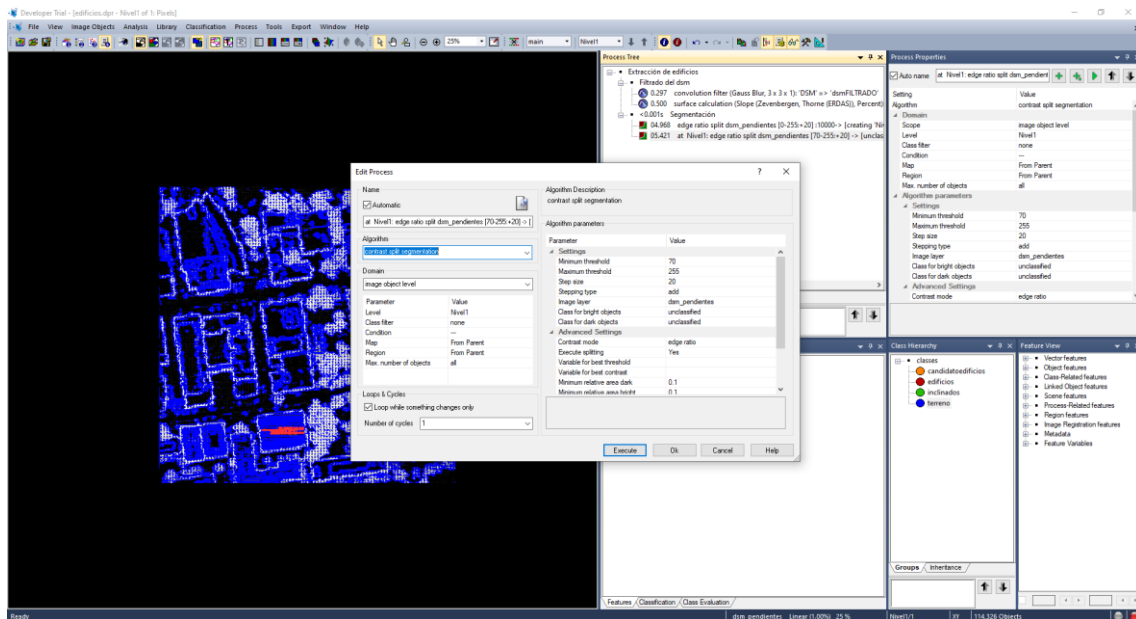 Developer Trial - [edificios.dpr - Nivel1 of 1: Pixels]
File View Image Objects Analysis Library Classification Process Tools Export Window Help
25% main Nivel1
Process Tree
Extracción de edificios
Filtrado del dsm
0.297 convolution filter (Gauss Blur, 3 x 3 x 1): 'DSM' => 'dsmFILTRADO'
0.500 surface calculation (Slope (Zevenbergen, Thorne (ERDAS)), Percent)
<0.001s Segmentación
04.968 edge ratio split dsm_pendientes [0-255:+20] :10000-> [creating 'Ni
05.421 at Nivel1: edge ratio split dsm_pendientes [70-255:+20] -> [unclas
Process Properties
Auto name at Nivel1: edge ratio split dsm_pendient
Setting Value
Algorithm contrast split segmentation
Domain
Scope image object level
Level Nivel1
Class filter none
Condition ---
Map From Parent
Region From Parent
Max. number of objects all
Algorithm parameters
Settings
Minimum threshold 70
Maximum threshold 255
Step size 20
Stepping type add
Image layer dsm_pendientes
Class for bright objects unclassified
Class for dark objects unclassified
Advanced Settings
Contrast mode edge ratio
Edit Process
? X
Name
Automatic
at Nivel1: edge ratio split dsm_pendientes [70-255:+20] -> [
Algorithm
contrast split segmentation
Domain
image object level
Parameter Value
Level Nivel1
Class filter none
Condition ---
Map From Parent
Region From Parent
Max. number of objects all
Loops & Cycles
Loop while something changes only
Number of cycles 1
Algorithm Description
contrast split segmentation
Algorithm parameters
Parameter Value
Settings
Minimum threshold 70
Maximum threshold 255
Step size 20
Stepping type add
Image layer dsm_pendientes
Class for bright objects unclassified
Class for dark objects unclassified
Advanced Settings
Contrast mode edge ratio
Execute splitting Yes
Variable for best threshold
Variable for best contrast
Minimum relative area dark 0.1
Minimum relative area bright 0.1
Execute Ok Cancel Help
Class Hierarchy
classes
candidatoedificios
edificios
inclinados
terreno
Groups Inheritance
Feature View
Vector features
Object features
Class-Related features
Linked Object features
Scene features
Process-Related features
Region features
Image Registration features
Metadata
Feature Variables
Features Classification Class Evaluation
Ready dsm_pendientes Linear (1.00%) 25 % Nivel1/1 XY 114,326 Objects